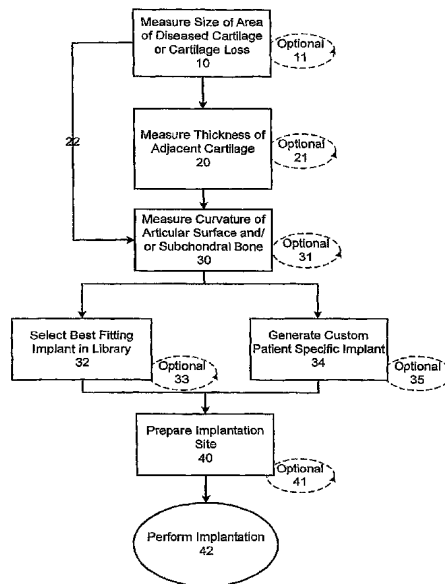 Measure Size of Area
of Diseased Cartilage
or Cartilage Loss
10
Optional
11
22
Measure Thickness of
Adjacent Cartilage
20
Optional
21
Measure Curvature of
Articular Surface and/
or Subchondral Bone
30
Optional
31
Select Best Fitting
Implant in Library
32
Optional
33
Generate Custom
Patient Specific Implant
34
Optional
35
Prepare Implantation
Site
40
Optional
41
Perform Implantation
42